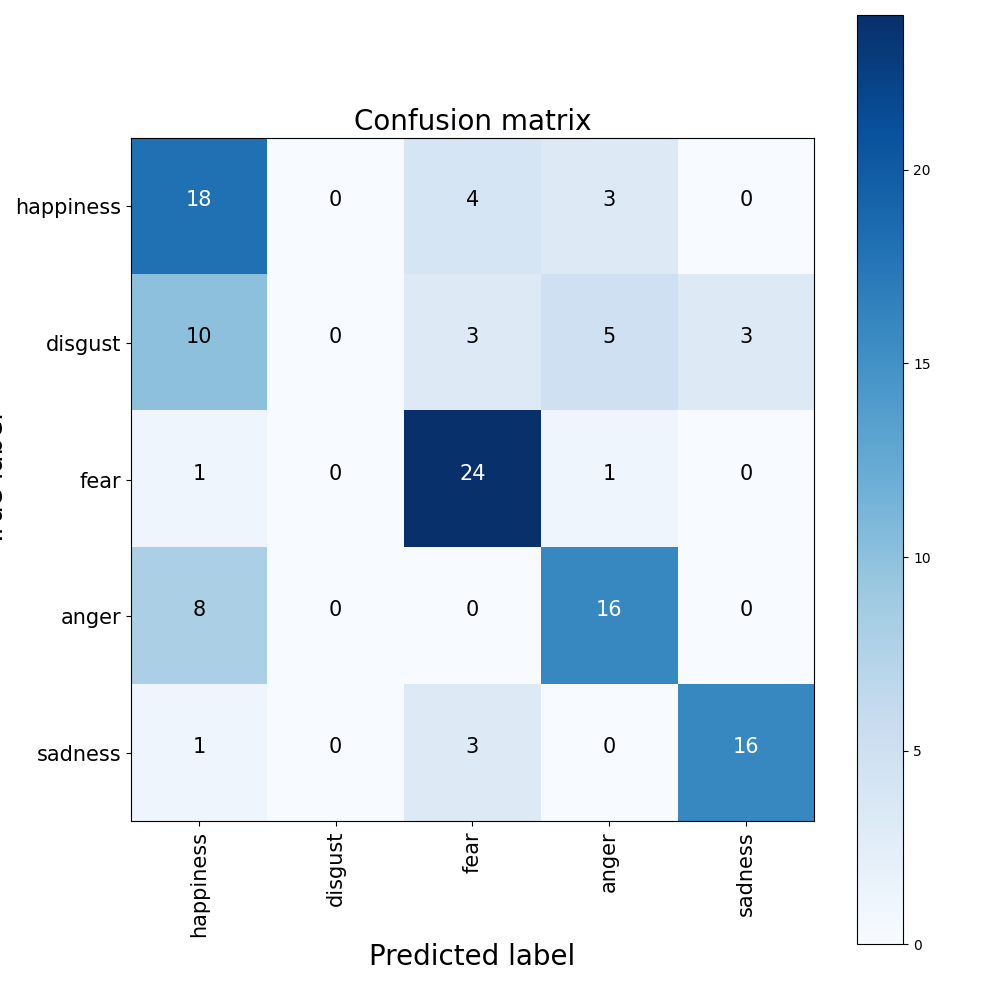 Confusion matrix
happiness 18 0 4 3 0
disgust 10 0 3 5 3
fear 1 0 24 1 0
anger 8 0 0 16 0
sadness 1 0 3 0 16
happiness disgust fear anger sadness
Predicted label
20
15
10
5
0